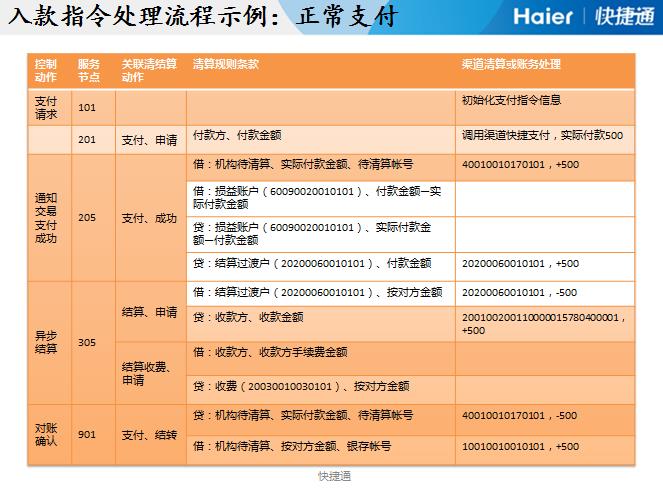 入款指令处理流程示例：正常支付
Haier 快捷通
控制
动作
服务
节点
关联清结算
动作
清算规则条款
渠道清算或账务处理
支付
请求
101
初始化支付指令信息
201
支付、申请
付款方、付款金额
调用渠道快捷支付，实际付款500
通知
交易
支付
成功
205
支付、成功
借：机构待清算、实际付款金额、待清算帐号
40010010170101，+500
借：损益账户（60090020010101）、付款金额—实
际付款金额
贷：损益账户（60090020010101）、实际付款金
额—付款金额
贷：结算过渡户（20200060010101）、付款金额
20200060010101，+500
异步
结算
305
结算、申请
借：结算过渡户（20200060010101）、按对方金额
20200060010101，-500
贷：收款方、收款金额
200100200110000015780400001，
+500
结算收费、
申请
借：收款方、收款方手续费金额
贷：收费（20030010030101）、按对方金额
对账
确认
901
支付、结转
贷：机构待清算、实际付款金额、待清算帐号
40010010170101，-500
借：机构待清算、按对方金额、银存帐号
10010010010101，+500
快捷通